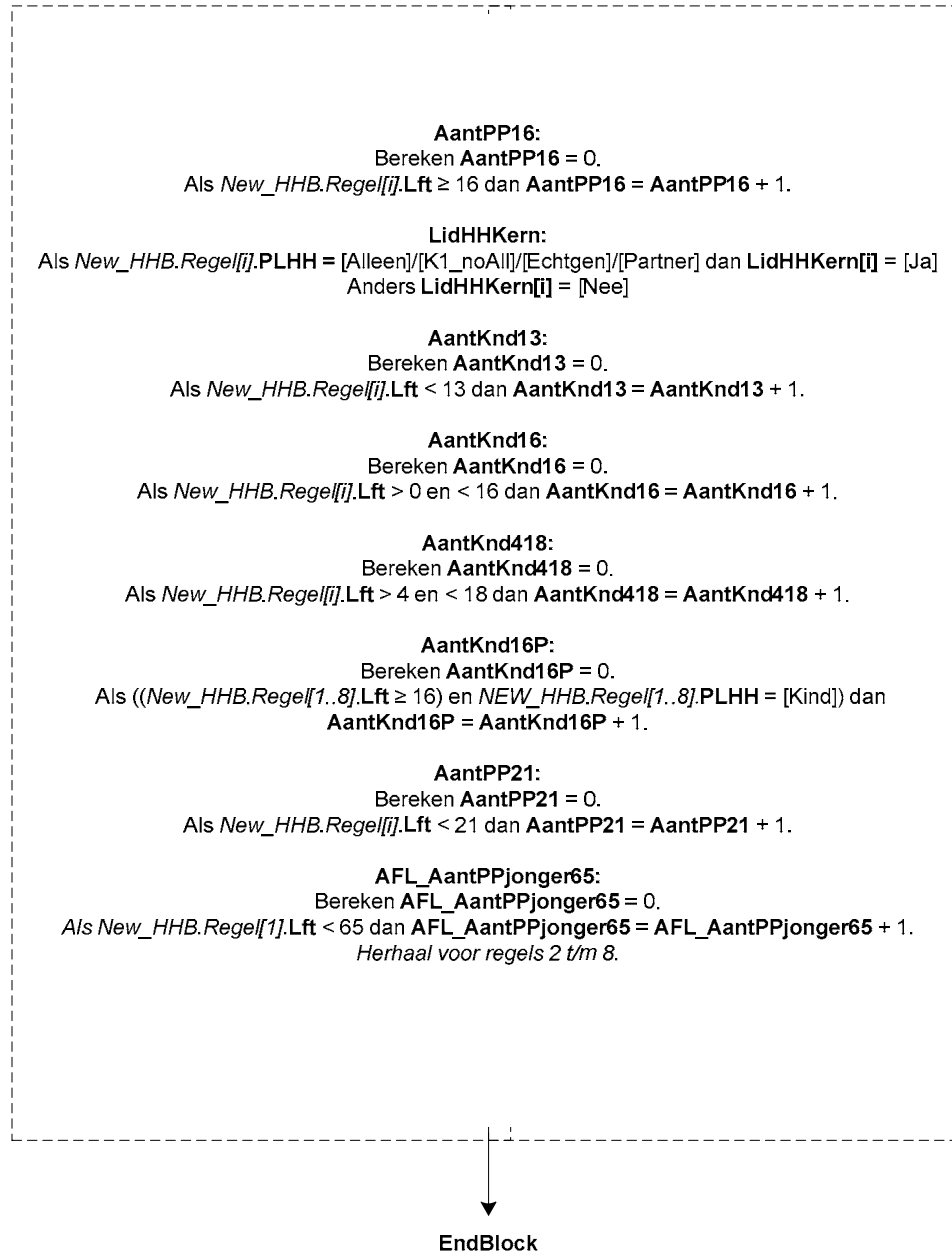 AantPP16:
Bereken AantPP16 = 0.
Als New_HHB.Regel[i].Lft ≥ 16 dan AantPP16 = AantPP16 + 1.
LidHHKern:
Als New_HHB.Regel[i].PLHH = [Alleen]/[K1_noAll]/[Echtgen]/[Partner] dan LidHHKern[i] = [Ja]
Anders LidHHKern[i] = [Nee]
AantKnd13:
Bereken AantKnd13 = 0.
Als New_HHB.Regel[i].Lft < 13 dan AantKnd13 = AantKnd13 + 1.
AantKnd16:
Bereken AantKnd16 = 0.
Als New_HHB.Regel[i].Lft > 0 en < 16 dan AantKnd16 = AantKnd16 + 1.
AantKnd418:
Bereken AantKnd418 = 0.
Als New_HHB.Regel[i].Lft > 4 en < 18 dan AantKnd418 = AantKnd418 + 1.
AantKnd16P:
Bereken AantKnd16P = 0.
Als ((New_HHB.Regel[1..8].Lft ≥ 16) en NEW_HHB.Regel[1..8].PLHH = [Kind]) dan
AantKnd16P = AantKnd16P + 1.
AantPP21:
Bereken AantPP21 = 0.
Als New_HHB.Regel[i].Lft < 21 dan AantPP21 = AantPP21 + 1.
AFL_AantPPjonger65:
Bereken AFL_AantPPjonger65 = 0.
Als New_HHB.Regel[1].Lft < 65 dan AFL_AantPPjonger65 = AFL_AantPPjonger65 + 1.
Herhaal voor regels 2 t/m 8.
EndBlock